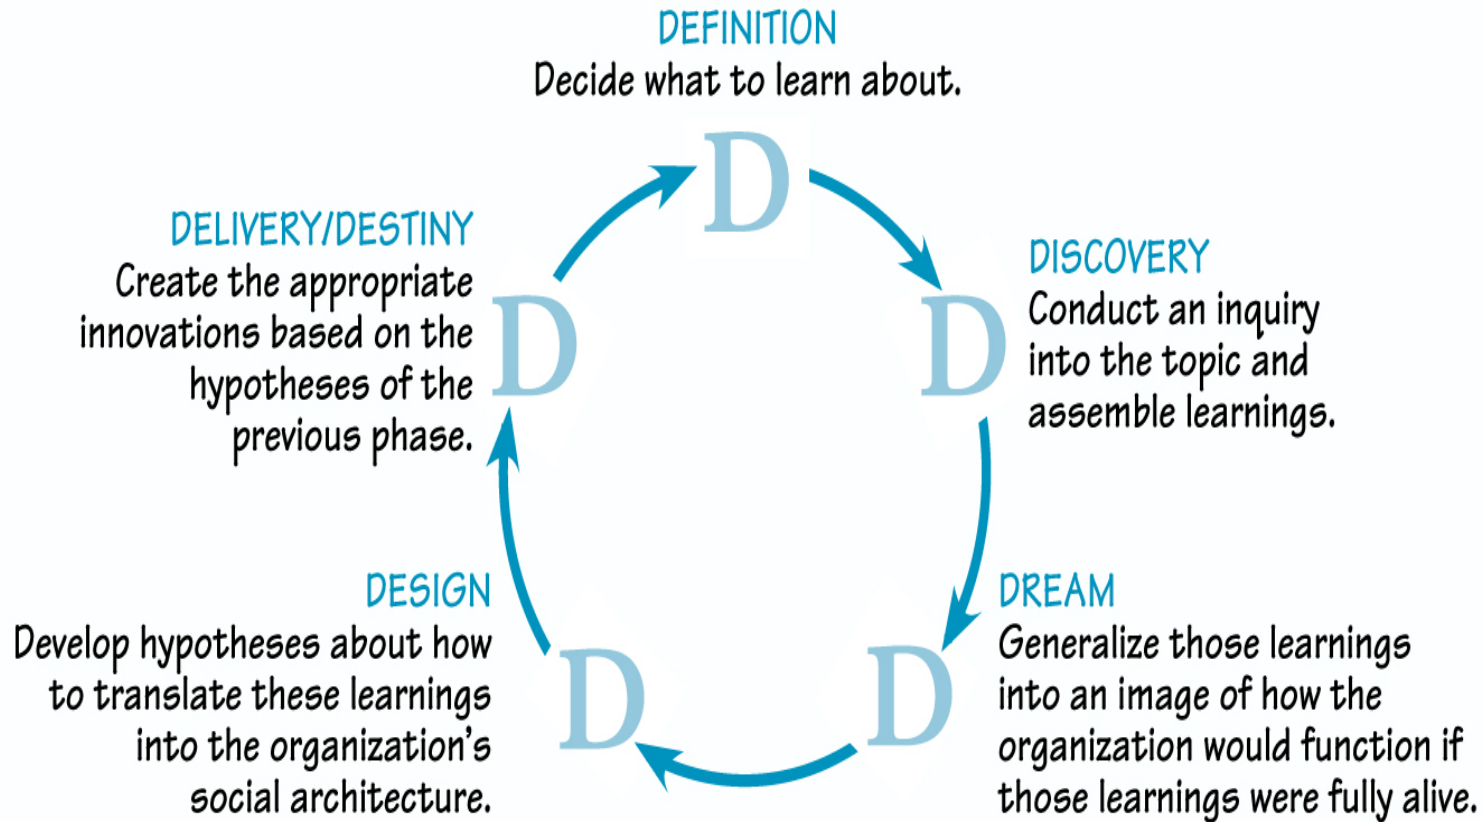 DEFINITION
Decide what to learn about.
D
DISCOVERY
Conduct an inquiry
into the topic and
assemble learnings.
D
DREAM
Generalize those learnings
into an image of how the
organization would function if
those learnings were fully alive.
D
DESIGN
Develop hypotheses about how
to translate these learnings
into the organization's
social architecture.
D
DELIVERY/DESTINY
Create the appropriate
innovations based on the
hypotheses of the
previous phase.
D